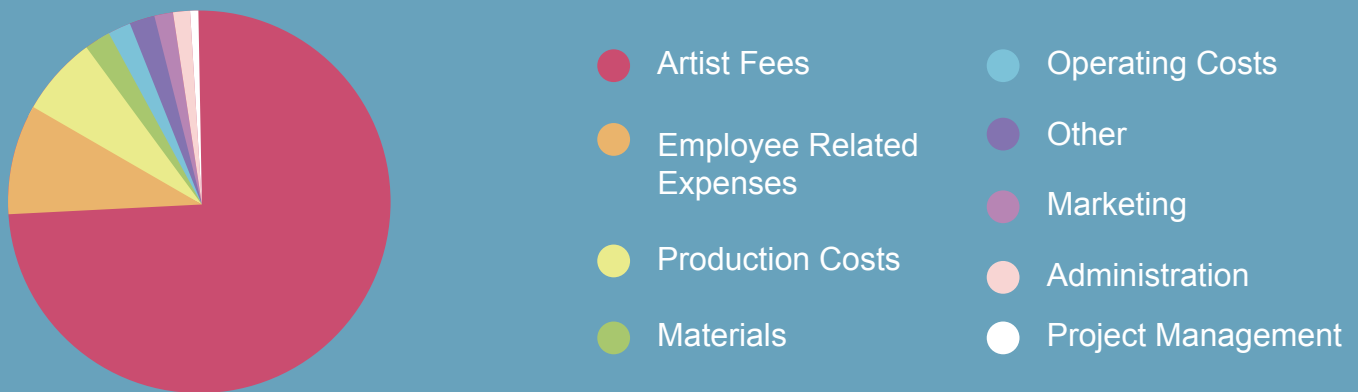 Artist Fees
Employee Related
Expenses
Production Costs
Materials
Operating Costs
Other
Marketing
Administration
Project Management